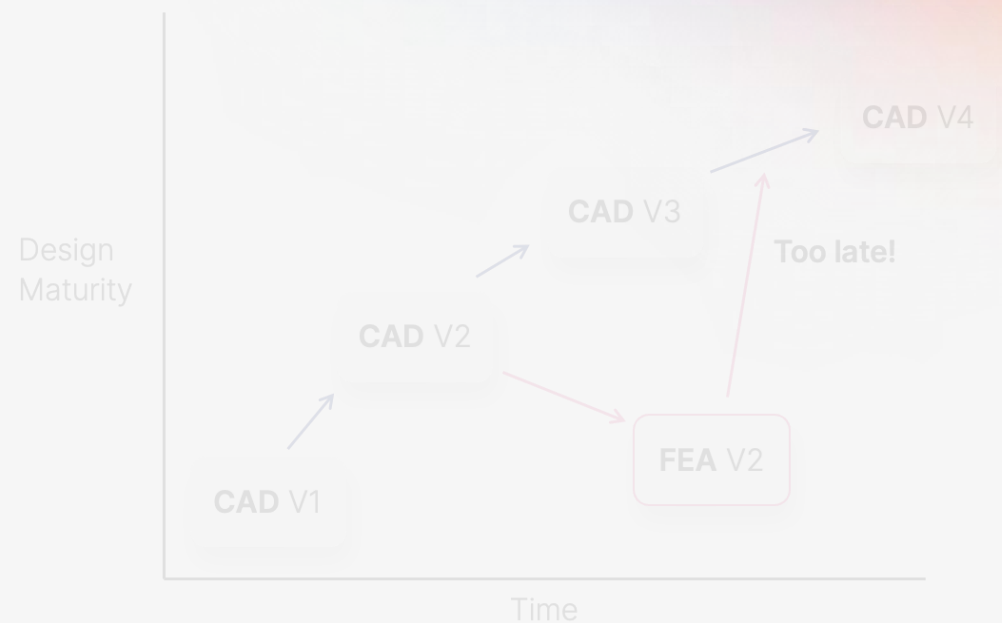 CAD V4
CAD V3
Too late!
Design
Maturity
CAD V2
FEA V2
CAD V1
Time